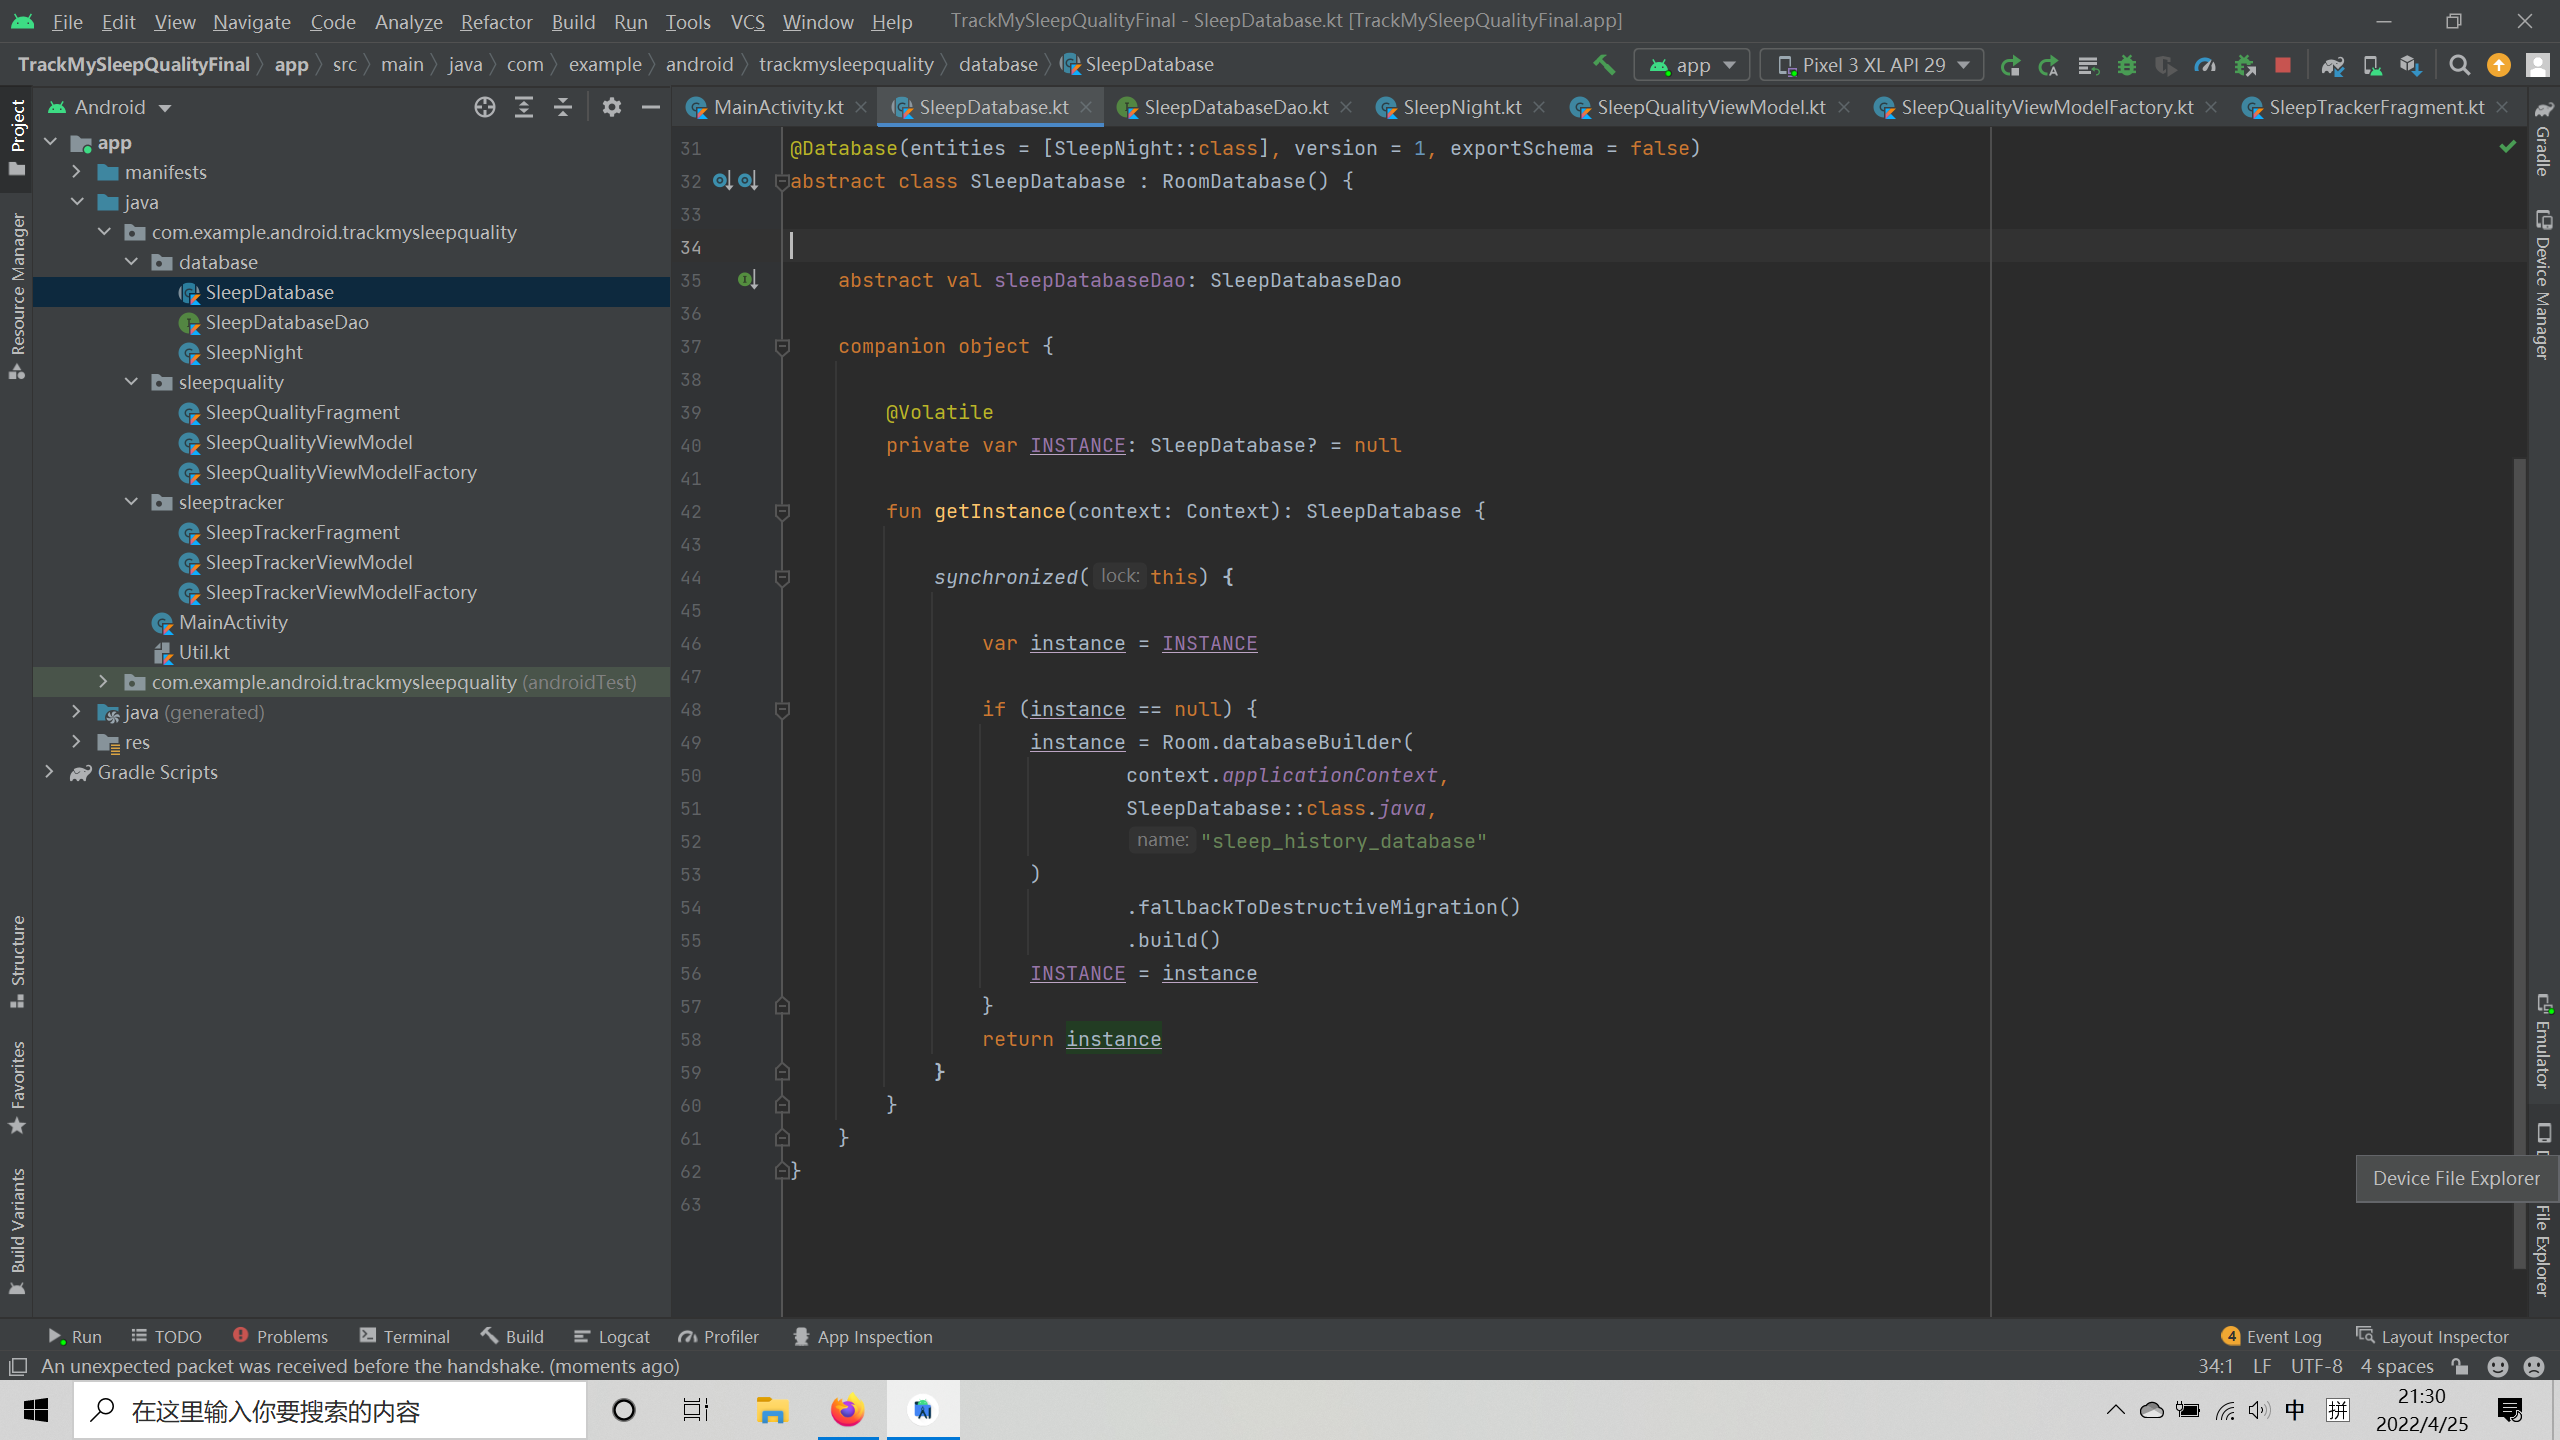 File Edit View Navigate Code Analyze Refactor Build Run Tools VCS Window Help TrackMySleepQualityFinal - SleepDatabase.kt [TrackMySleepQualityFinal.app]
TrackMySleepQualityFinal app src main java com example android trackmysleepquality database SleepDatabase app Pixel 3 XL API 29
Android
MainActivity.kt SleepDatabase.kt SleepDatabaseDao.kt SleepNight.kt SleepQualityViewModel.kt SleepQualityViewModelFactory.kt SleepTrackerFragment.kt
Project
Resource Manager
Structure
Favorites
Build Variants
app
manifests
java
com.example.android.trackmysleepquality
database
SleepDatabase
SleepDatabaseDao
SleepNight
sleepquality
SleepQualityFragment
SleepQualityViewModel
SleepQualityViewModelFactory
sleeptracker
SleepTrackerFragment
SleepTrackerViewModel
SleepTrackerViewModelFactory
MainActivity
Util.kt
com.example.android.trackmysleepquality (androidTest)
java (generated)
res
Gradle Scripts
31 @Database(entities = [SleepNight::class], version = 1, exportSchema = false)
32 abstract class SleepDatabase : RoomDatabase() {
33
34
35 abstract val sleepDatabaseDao: SleepDatabaseDao
36
37 companion object {
38
39 @Volatile
40 private var INSTANCE: SleepDatabase? = null
41
42 fun getInstance(context: Context): SleepDatabase {
43
44 synchronized( lock: this) {
45
46 var instance = INSTANCE
47
48 if (instance == null) {
49 instance = Room.databaseBuilder(
50 context.applicationContext,
51 SleepDatabase::class.java,
52 name: "sleep_history_database"
53 )
54 .fallbackToDestructiveMigration()
55 .build()
56 INSTANCE = instance
57 }
58 return instance
59 }
60 }
61 }
62 }
63
Gradle
Device Manager
Emulator
File Explorer
Device File Explorer
Run TODO Problems Terminal Build Logcat Profiler App Inspection 4 Event Log Layout Inspector
An unexpected packet was received before the handshake. (moments ago) 34:1 LF UTF-8 4 spaces
在这里输入你要搜索的内容
中 拼
21:30
2022/4/25